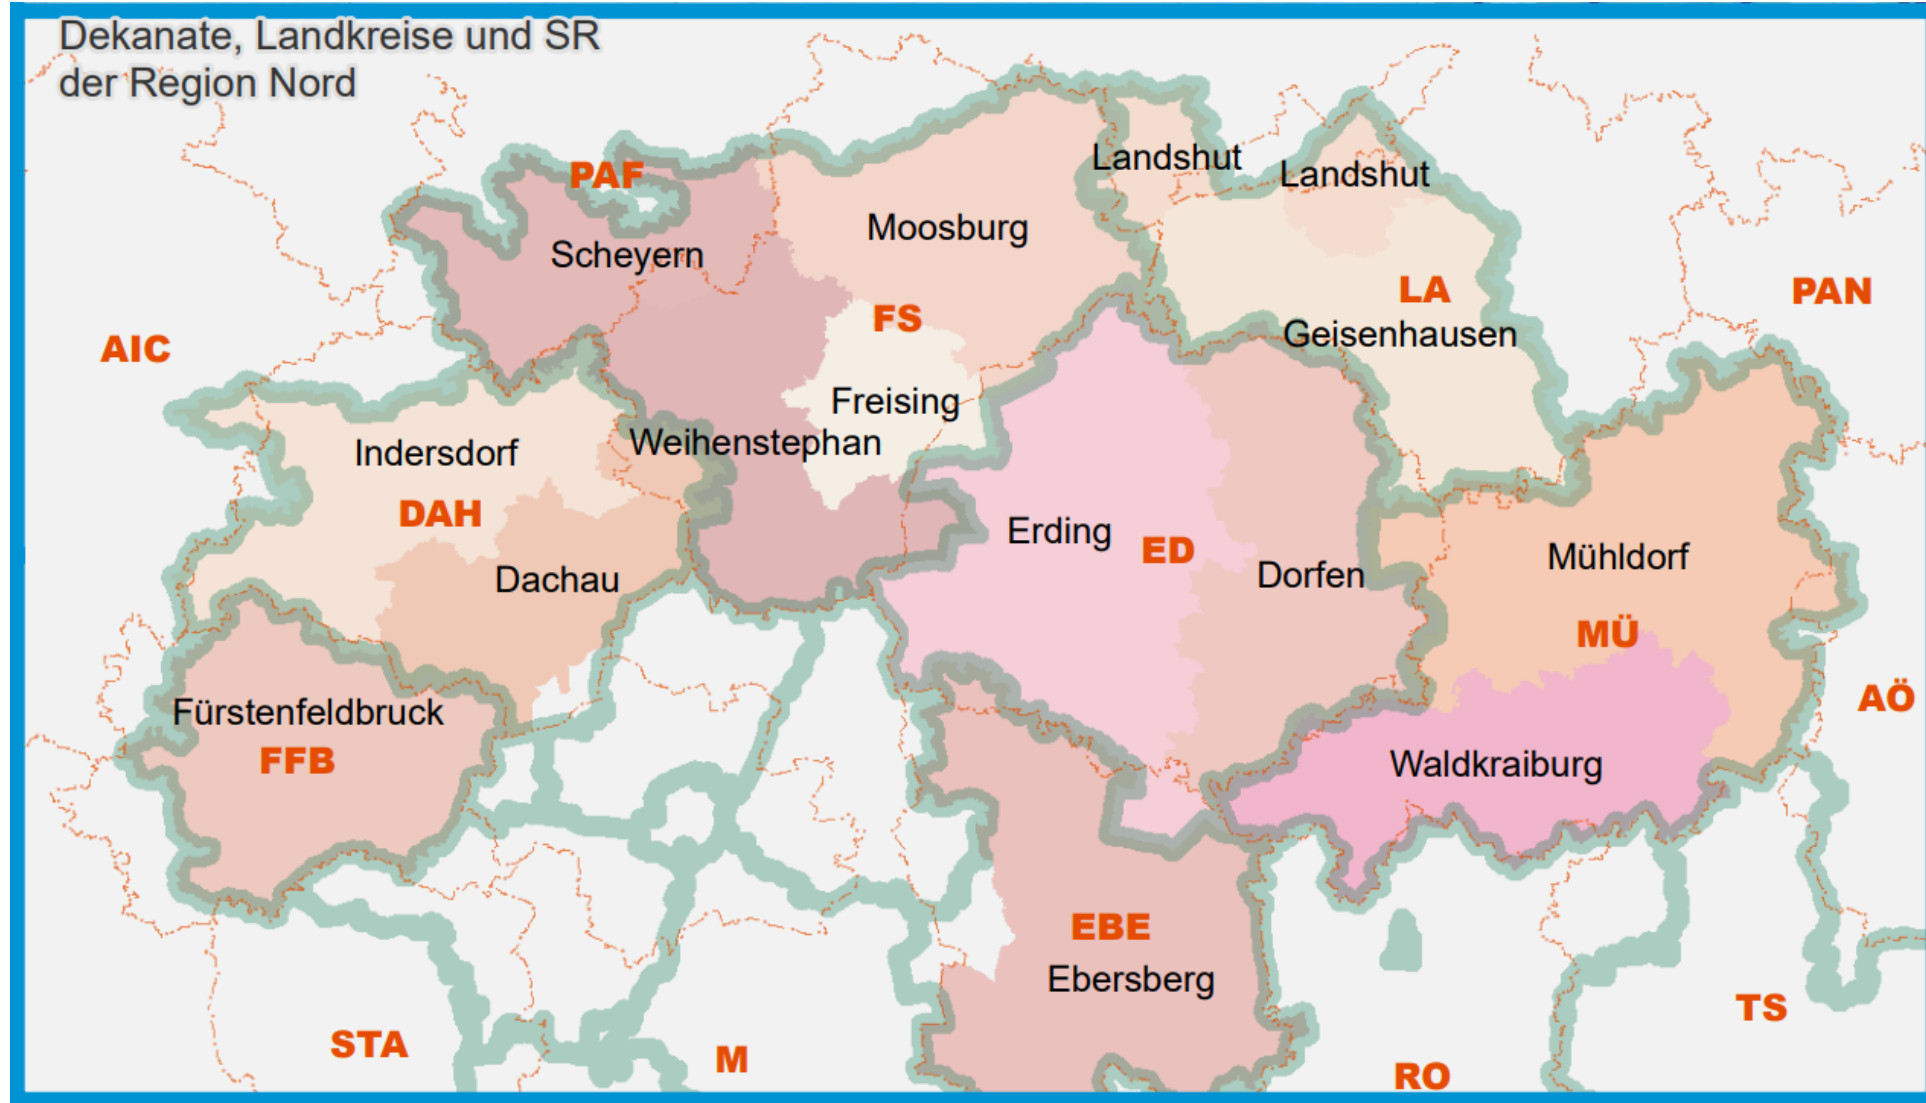 Dekanate, Landkreise und SR
der Region Nord
Landshut
PAF
Landshut
Moosburg
Scheyern
LA
PAN
FS
Geisenhausen
AIC
Freising
Weihenstephan
Indersdorf
DAH
Erding
ED
Mühldorf
Dachau
Dorfen
MÜ
AÖ
Fürstenfeldbruck
FFB
Waldkraiburg
EBE
Ebersberg
TS
STA
M
RO